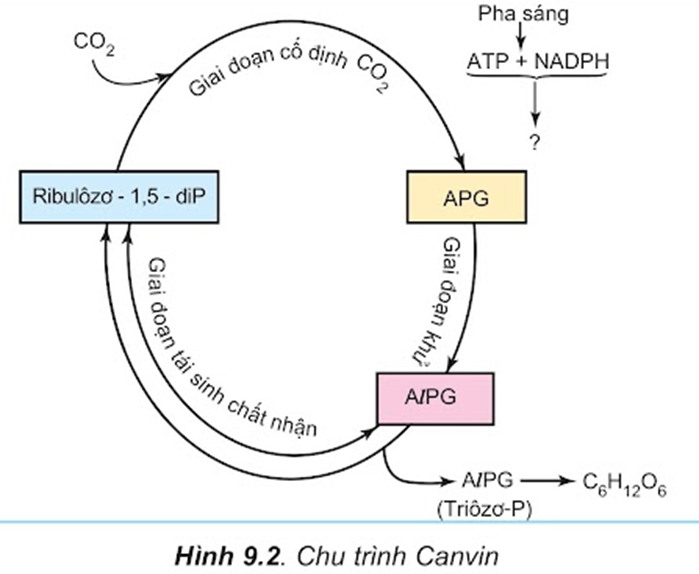 Pha sáng
ATP + NADPH
?
CO₂
Giai đoạn cố định CO₂
Ribulôzơ - 1,5 - điP
APG
Giai đoạn khử
Giai đoạn tái sinh chất nhận
AlPG
AlPG → C₆H₁₂O₆
(Triôzơ-P)
Hình 9.2. Chu trình Canvin